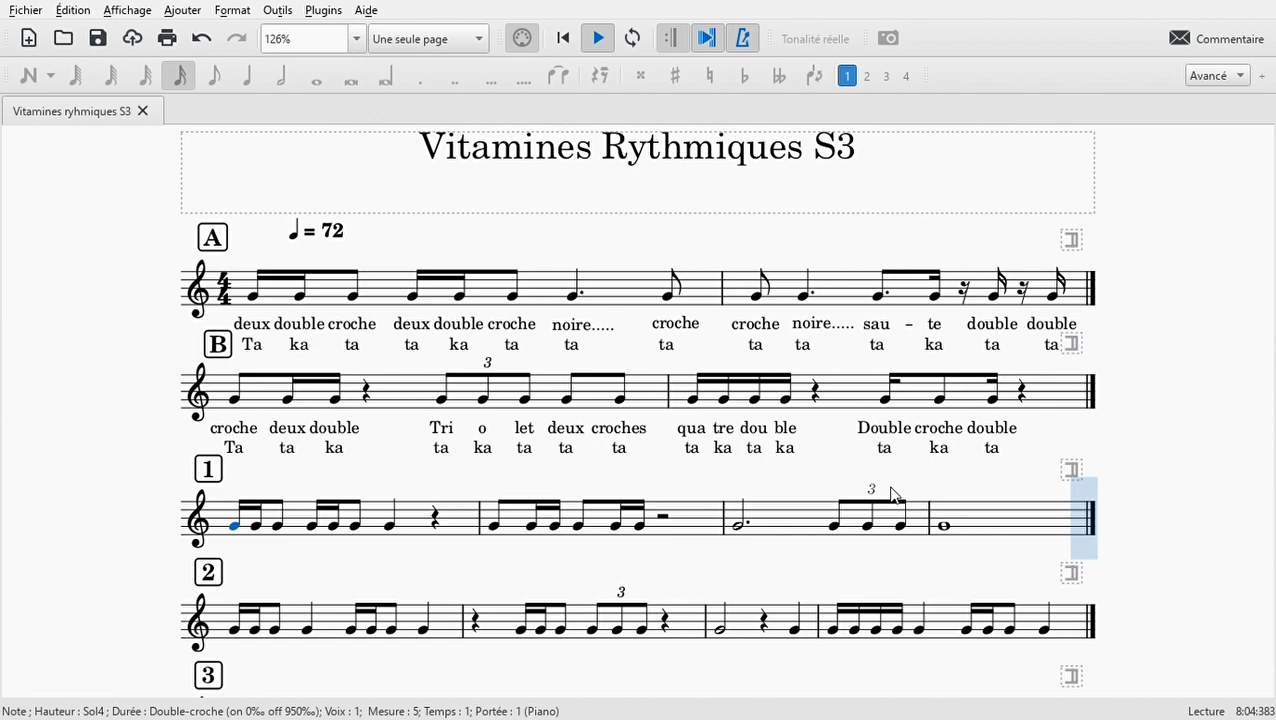 Fichier Édition Affichage Ajouter Format Outils Plugins Aide
126% Une seule page Tonalité réelle Commentaire
1 2 3 4 Avancé
Vitamines ryhmiques S3
Vitamines Rythmiques S3
A = 72
4
4
deux double croche deux double croche noire..... croche croche noire..... sau – te double double
Ta ka ta ta ka ta ta ta ta ta ta ka ta ta
B
3
croche deux double Tri o let deux croches qua tre dou ble Double croche double
Ta ta ka ta ka ta ta ta ta ka ta ka ta ka ta
1
3
2
3
3
Note ; Hauteur : Sol4 ; Durée : Double-croche (on 0‰ off 950‰); Voix : 1; Mesure : 5; Temps : 1; Portée : 1 (Piano) Lecture 8:04:383